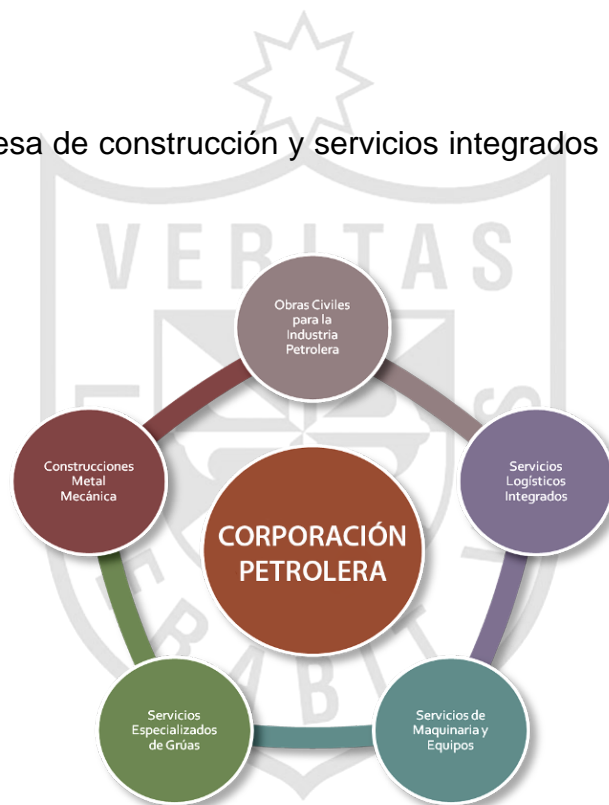 esa de construcción y servicios integrados
VERITAS
Obras Civiles
para la
Industria
Petrolera
Construcciones
Metal
Mecánica
Servicios
Logísticos
Integrados
CORPORACIÓN
PETROLERA
Servicios
Especializados
de Grúas
Servicios de
Maquinaria y
Equipos